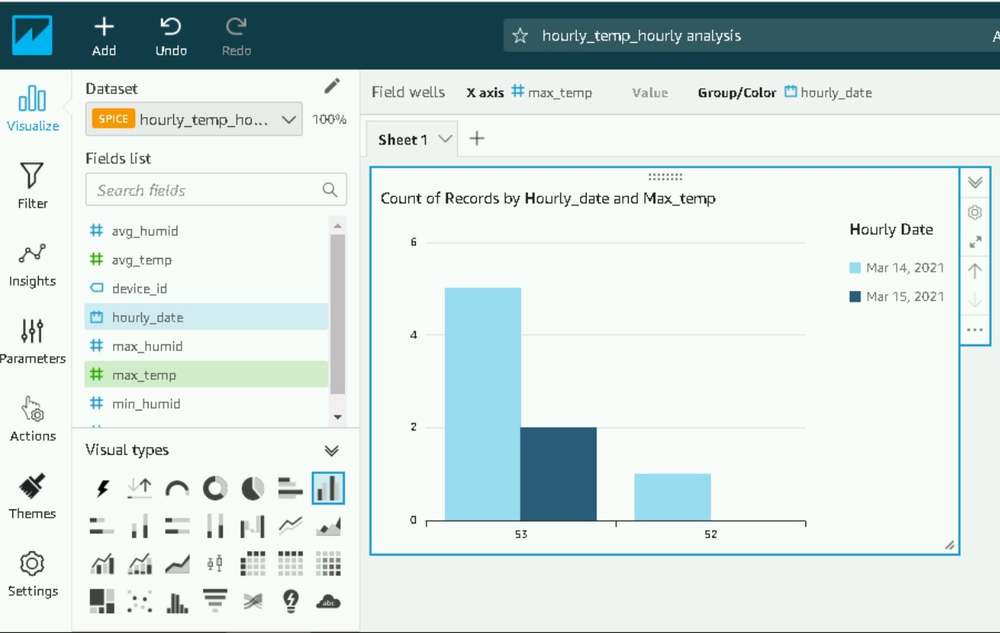 Add
Undo
Redo
hourly_temp_hourly analysis
Visualize
Filter
Insights
Parameters
Actions
Themes
Settings
Dataset
SPICE hourly_temp_ho... 100%
Fields list
Search fields
avg_humid
avg_temp
device_id
hourly_date
max_humid
max_temp
min_humid
Visual types
abc
Field wells X axis max_temp Value Group/Color hourly_date
Sheet 1
Count of Records by Hourly_date and Max_temp
6
4
2
0
53
52
Hourly Date
Mar 14, 2021
Mar 15, 2021